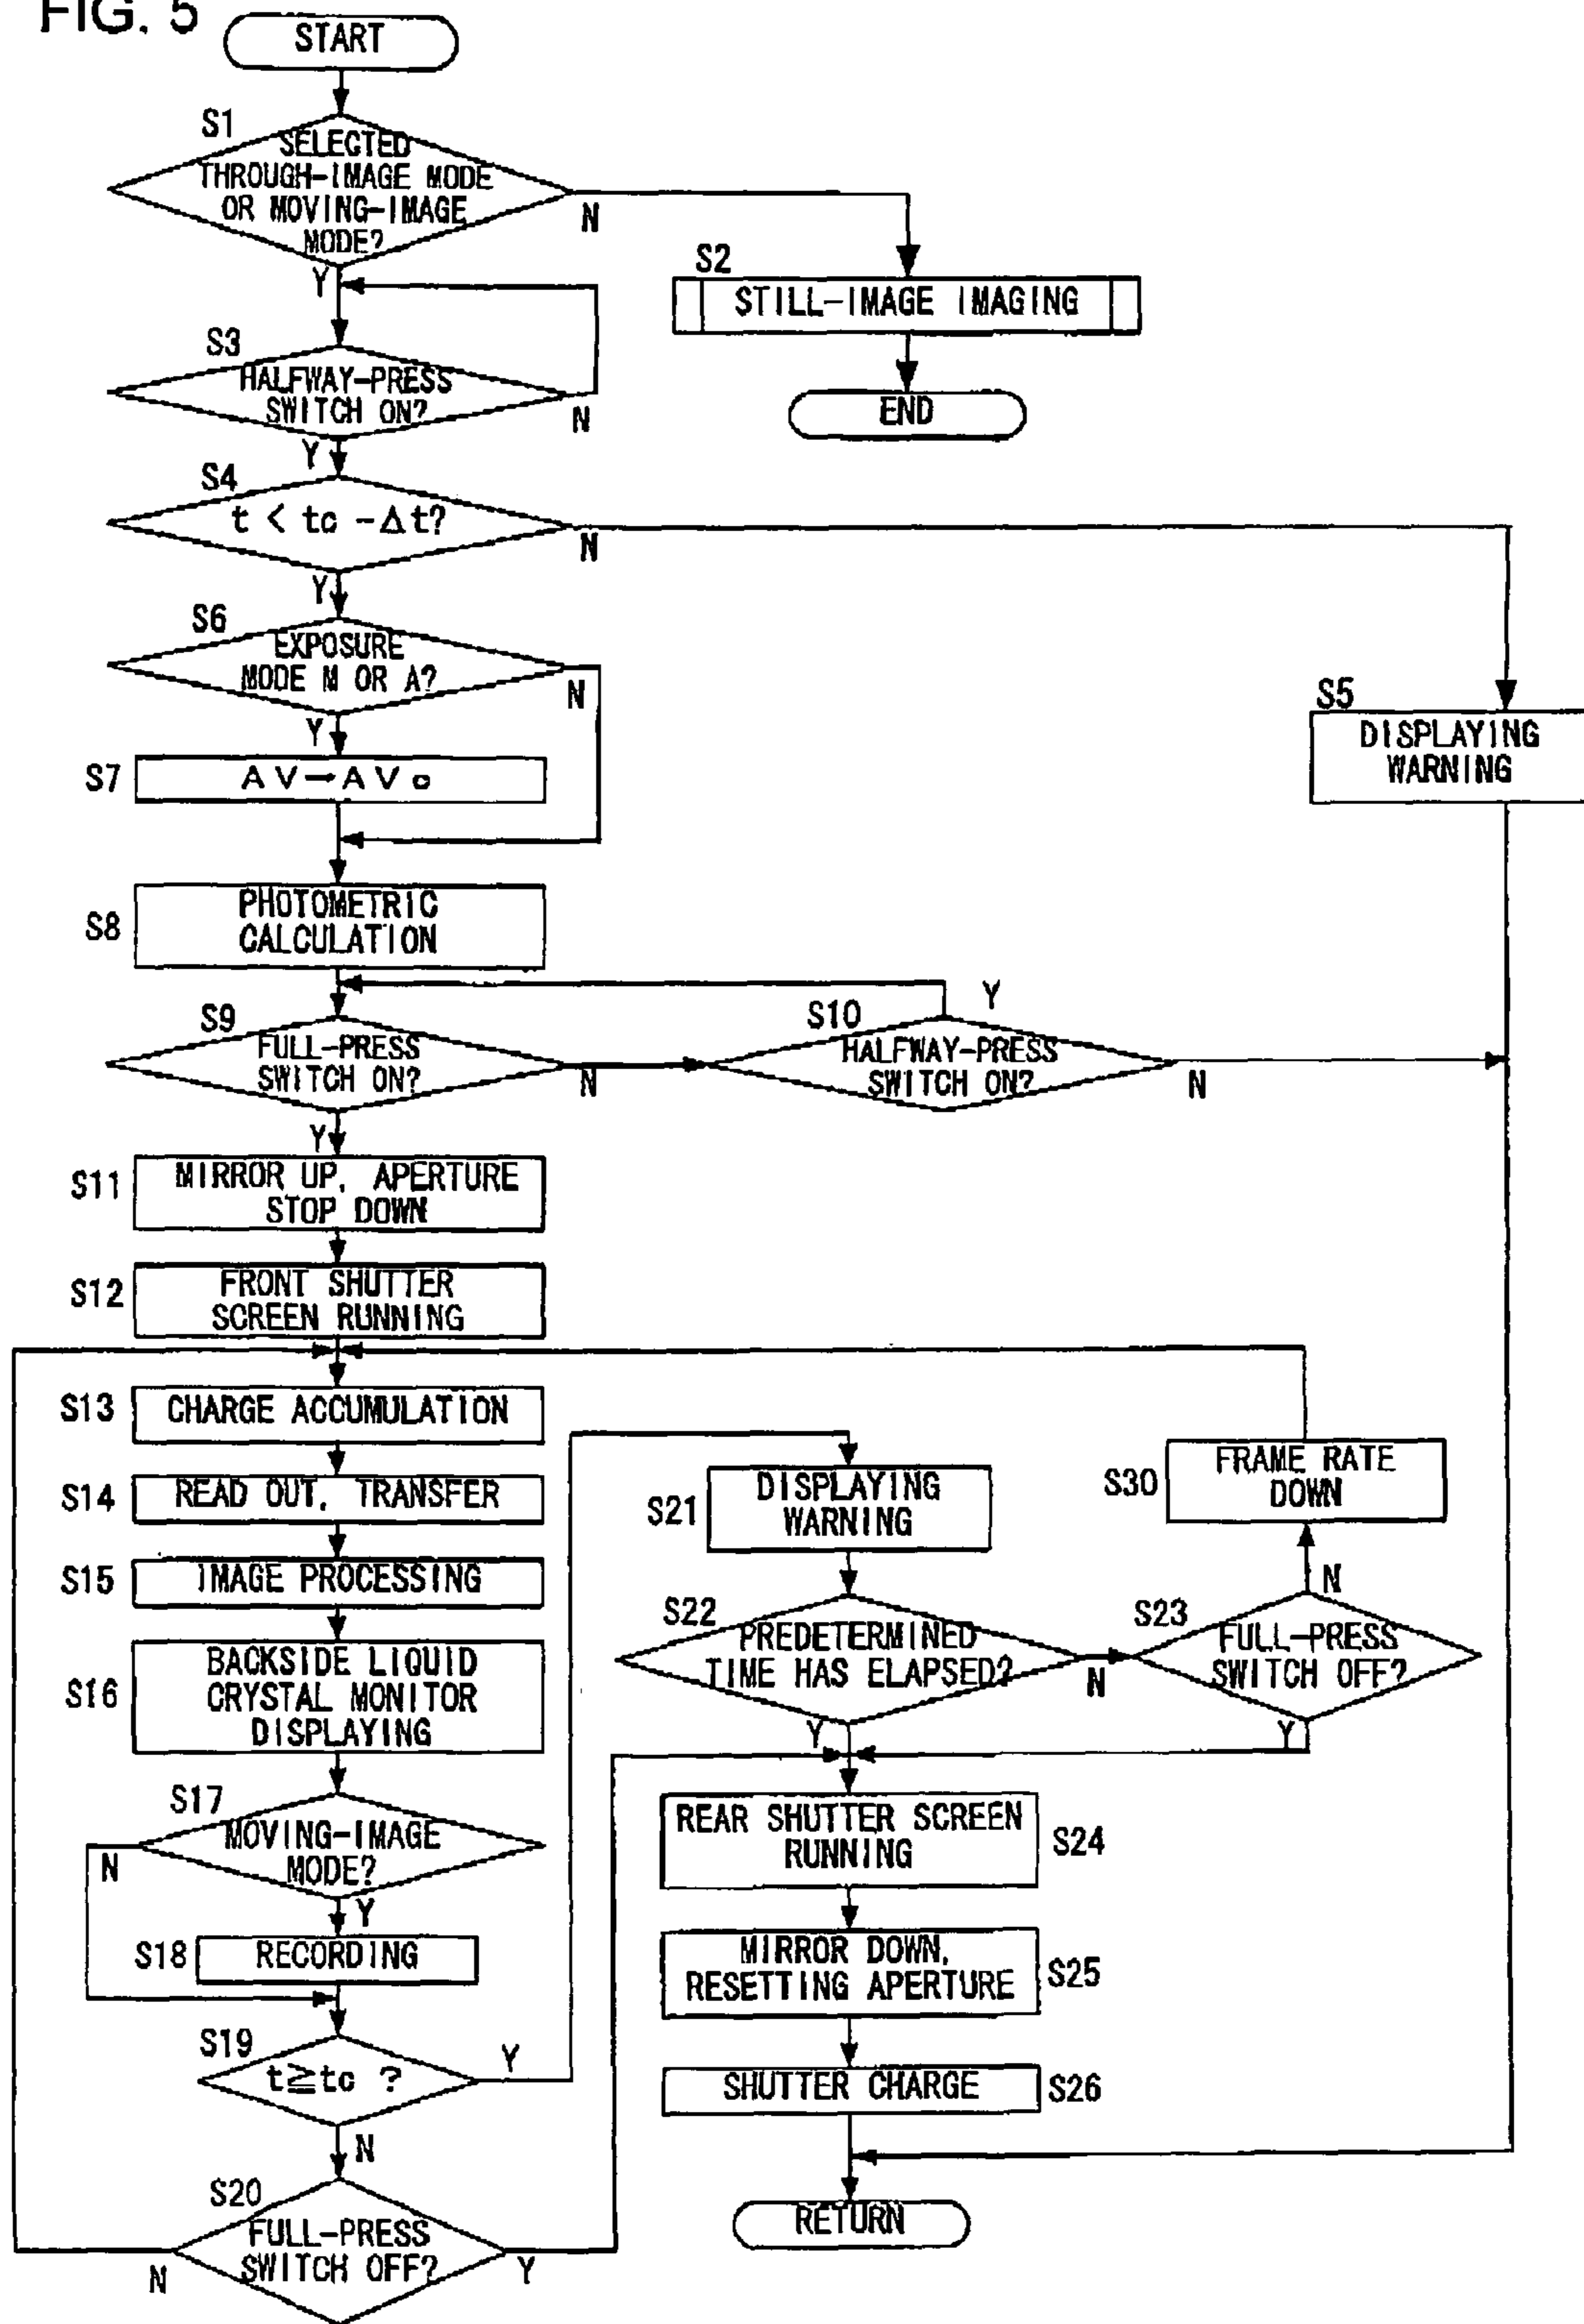 FIG. 5
START
S1
SELECTED
THROUGH-IMAGE MODE
OR MOVING-IMAGE
MODE?
N
Y
S2
STILL-IMAGE IMAGING
END
S3
HALFWAY-PRESS
SWITCH ON?
N
Y
S4
t < tc -Δt?
N
Y
S5
DISPLAYING
WARNING
S6
EXPOSURE
MODE M OR A?
N
Y
S7
AV→AVc
S8
PHOTOMETRIC
CALCULATION
S9
FULL-PRESS
SWITCH ON?
N
Y
S10
HALFWAY-PRESS
SWITCH ON?
Y
N
S11
MIRROR UP, APERTURE
STOP DOWN
S12
FRONT SHUTTER
SCREEN RUNNING
S13
CHARGE ACCUMULATION
S14
READ OUT, TRANSFER
S15
IMAGE PROCESSING
S16
BACKSIDE LIQUID
CRYSTAL MONITOR
DISPLAYING
S17
MOVING-IMAGE
MODE?
N
Y
S18
RECORDING
S19
t≧tc ?
Y
N
S20
FULL-PRESS
SWITCH OFF?
N
Y
S21
DISPLAYING
WARNING
S22
PREDETERMINED
TIME HAS ELAPSED?
N
Y
S23
FULL-PRESS
SWITCH OFF?
N
Y
S30
FRAME RATE
DOWN
REAR SHUTTER SCREEN
RUNNING
S24
MIRROR DOWN,
RESETTING APERTURE
S25
SHUTTER CHARGE
S26
RETURN